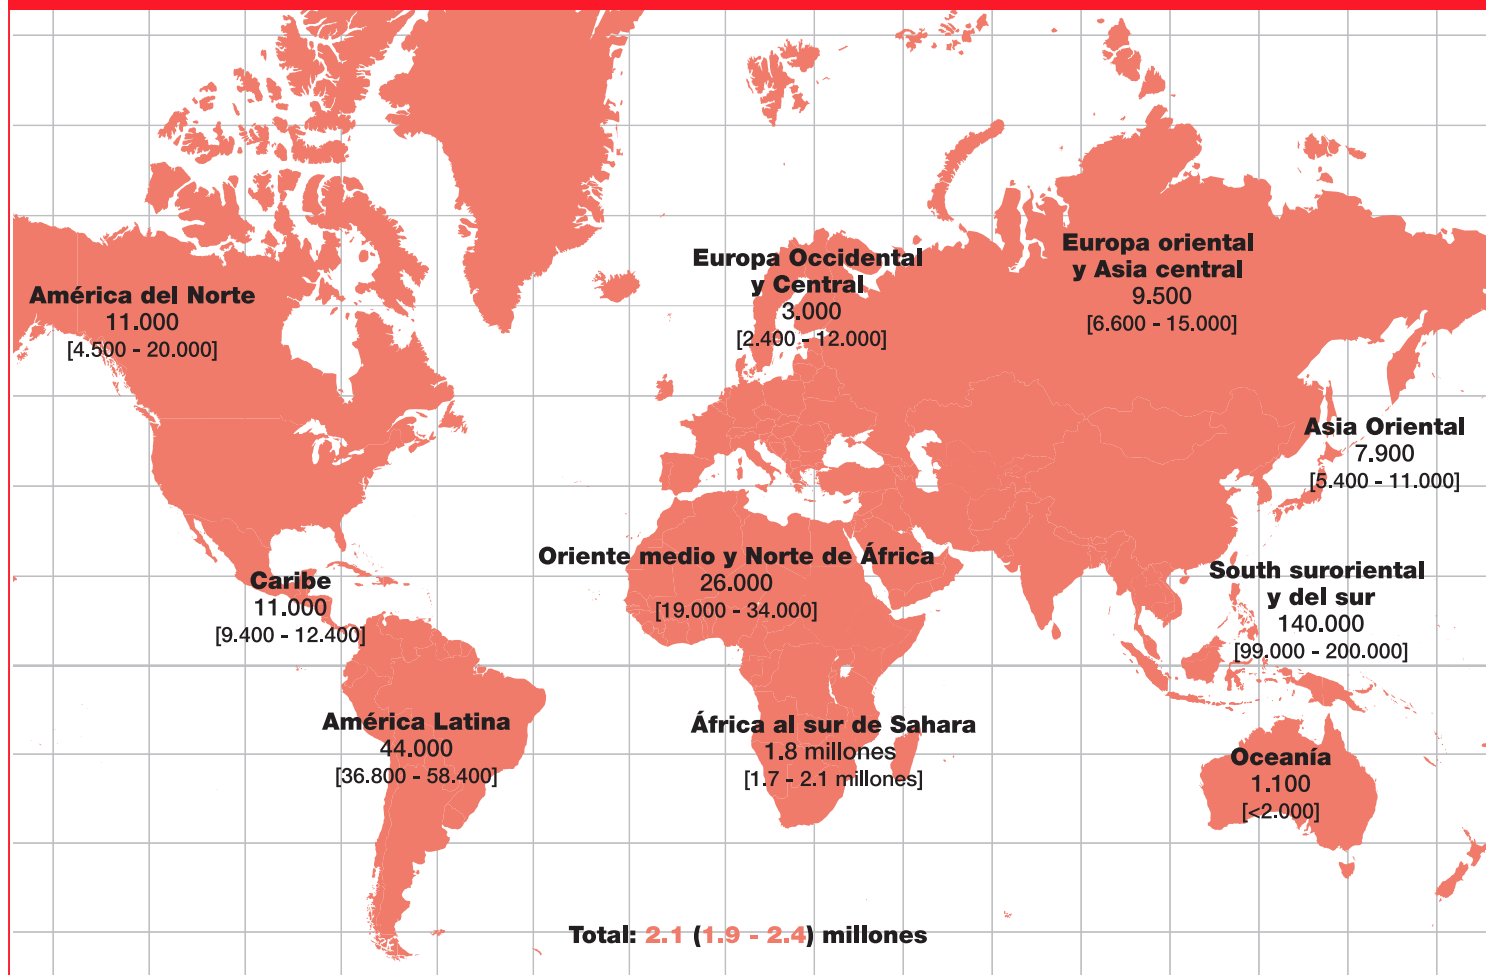 América del Norte
11.000
[4.500 - 20.000]
Europa Occidental
y Central
3.000
[2.400 - 12.000]
Europa oriental
y Asia central
9.500
[6.600 - 15.000]
Asia Oriental
7.900
[5.400 - 11.000]
Oriente medio y Norte de África
26.000
[19.000 - 34.000]
Caribe
11.000
[9.400 - 12.400]
South suroriental
y del sur
140.000
[99.000 - 200.000]
América Latina
44.000
[36.800 - 58.400]
África al sur de Sahara
1.8 millones
[1.7 - 2.1 millones]
Oceanía
1.100
[<2.000]
Total: 2.1 (1.9 - 2.4) millones